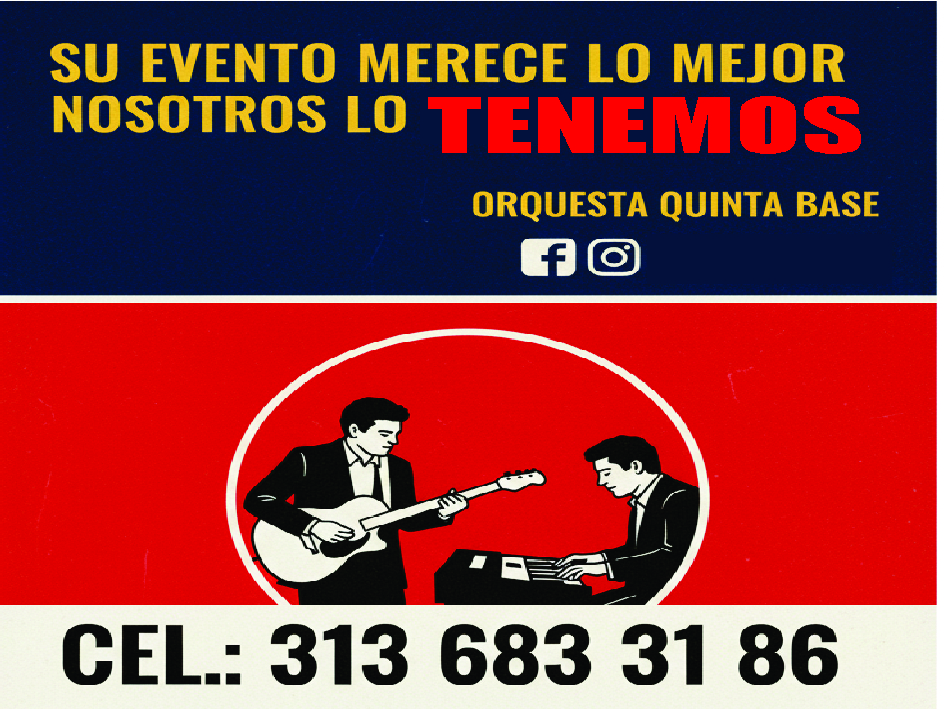 SU EVENTO MERECE LO MEJOR
NOSOTROS LO TENEMOS
ORQUESTA QUINTA BASE
CEL.: 313 683 31 86